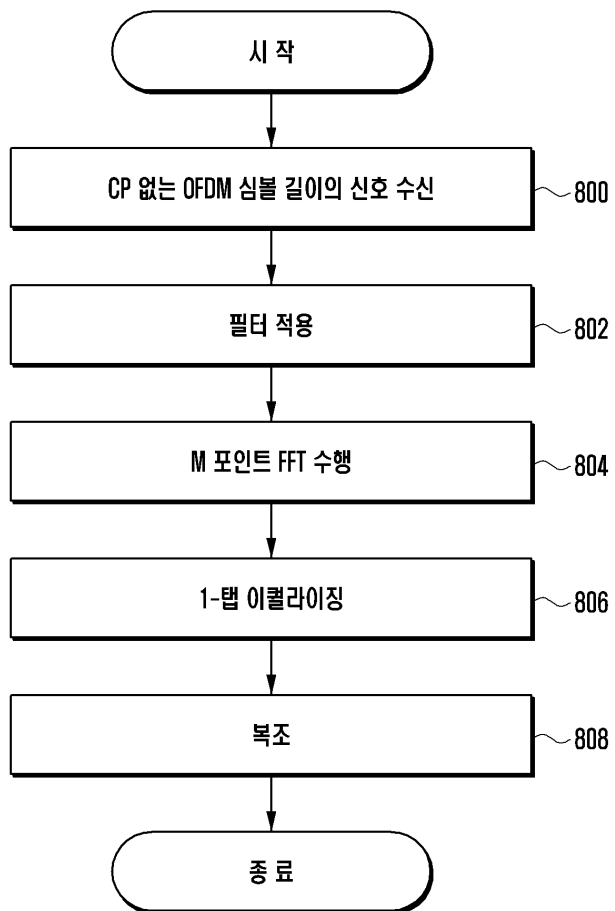 시 작
CP 없는 OFDM 심볼 길이의 신호 수신
800
필터 적용
802
M 포인트 FFT 수행
804
1-탭 이퀄라이징
806
복조
808
종 료